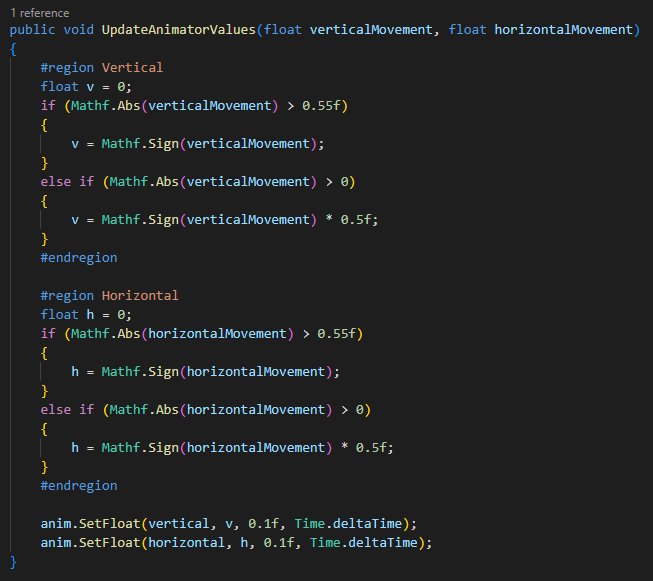 1 reference
public void UpdateAnimatorValues(float verticalMovement, float horizontalMovement)
{
    #region Vertical
    float v = 0;
    if (Mathf.Abs(verticalMovement) > 0.55f)
    {
        v = Mathf.Sign(verticalMovement);
    }
    else if (Mathf.Abs(verticalMovement) > 0)
    {
        v = Mathf.Sign(verticalMovement) * 0.5f;
    }
    #endregion

    #region Horizontal
    float h = 0;
    if (Mathf.Abs(horizontalMovement) > 0.55f)
    {
        h = Mathf.Sign(horizontalMovement);
    }
    else if (Mathf.Abs(horizontalMovement) > 0)
    {
        h = Mathf.Sign(horizontalMovement) * 0.5f;
    }
    #endregion

    anim.SetFloat(vertical, v, 0.1f, Time.deltaTime);
    anim.SetFloat(horizontal, h, 0.1f, Time.deltaTime);
}